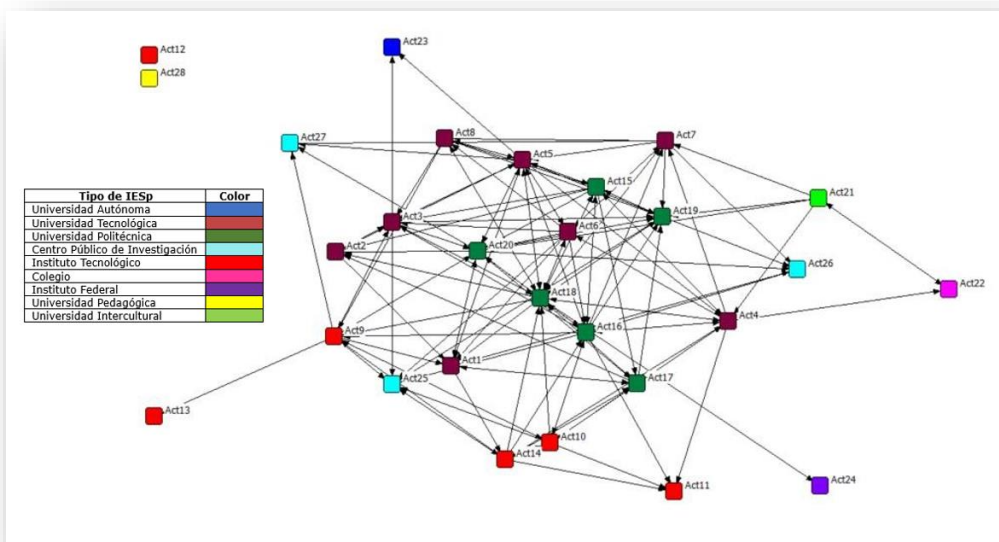 Act12
Act28
Act23
Act27
Act8
Act5
Act7
Act15
Act21
Act19
Act3
Act6
Act2
Act20
Act26
Act22
Act18
Act4
Act16
Act9
Act1
Act25
Act17
Act13
Act10
Act14
Act11
Act24
Tipo de IESp Color
Universidad Autónoma
Universidad Tecnológica
Universidad Politécnica
Centro Público de Investigación
Instituto Tecnológico
Colegio
Instituto Federal
Universidad Pedagógica
Universidad Intercultural